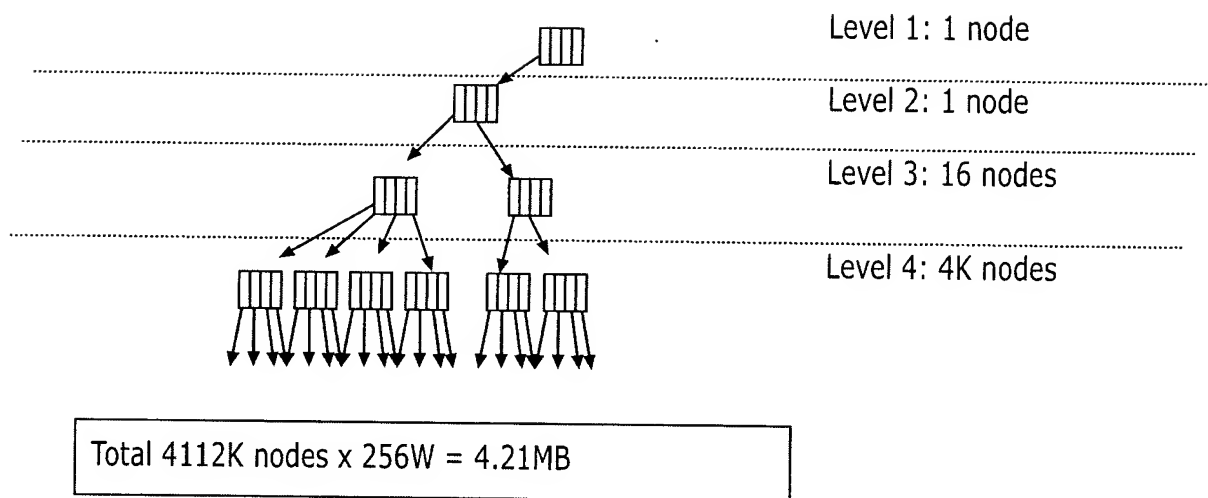 Level 1: 1 node
Level 2: 1 node
Level 3: 16 nodes
Level 4: 4K nodes
Total 4112K nodes x 256W = 4.21MB